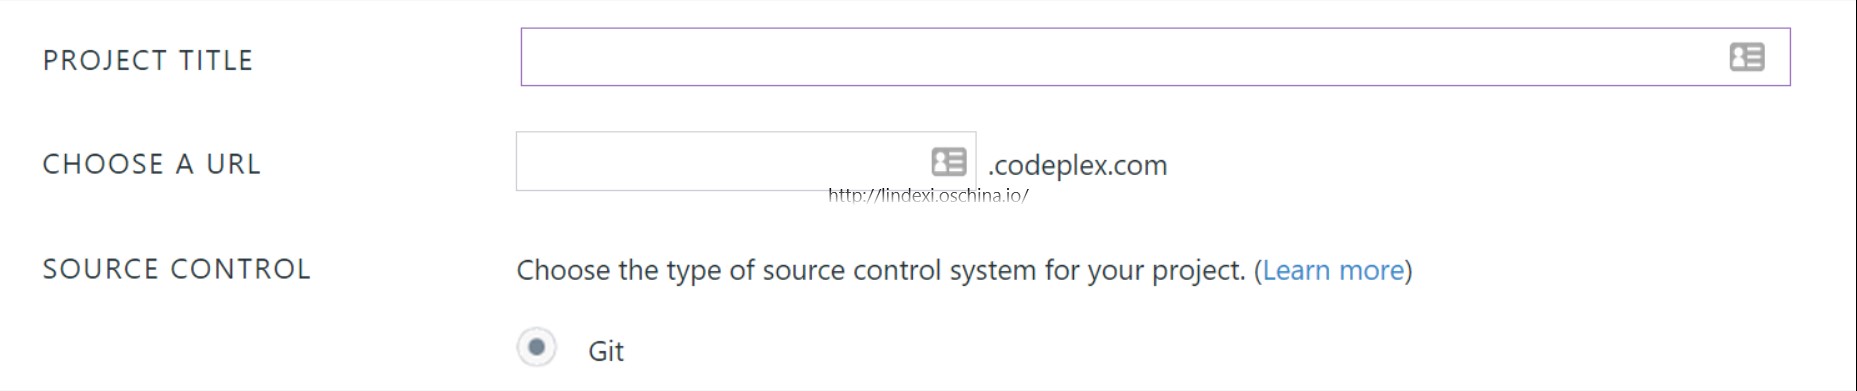 PROJECT TITLE
CHOOSE A URL
.codeplex.com
http://lindexi.oschina.io/
SOURCE CONTROL
Choose the type of source control system for your project. (Learn more)
Git